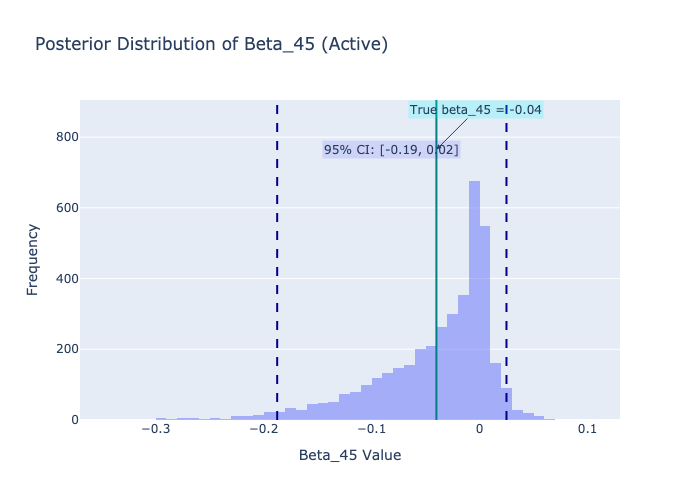 Posterior Distribution of Beta_45 (Active)
True beta_45 = -0.04
95% CI: [-0.19, 0.02]
Frequency
800
600
400
200
0
−0.3
−0.2
−0.1
0
0.1
Beta_45 Value